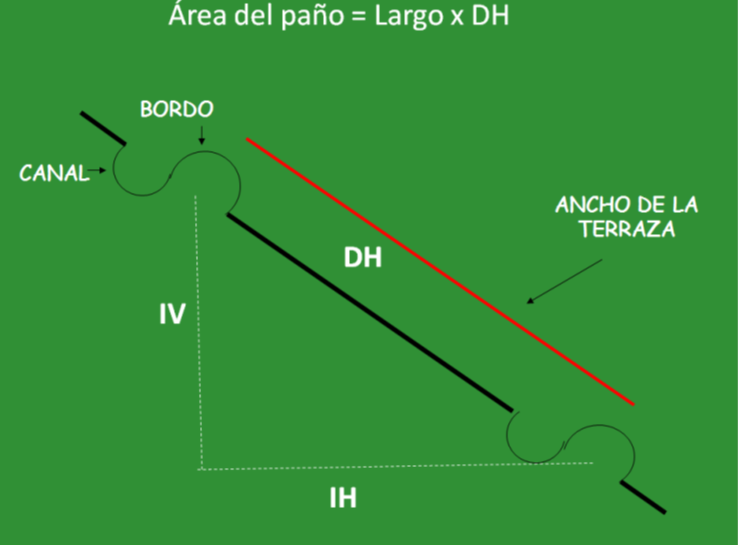 Área del paño = Largo x DH
BORDO
CANAL
ANCHO DE LA
TERRAZA
DH
IV
IH